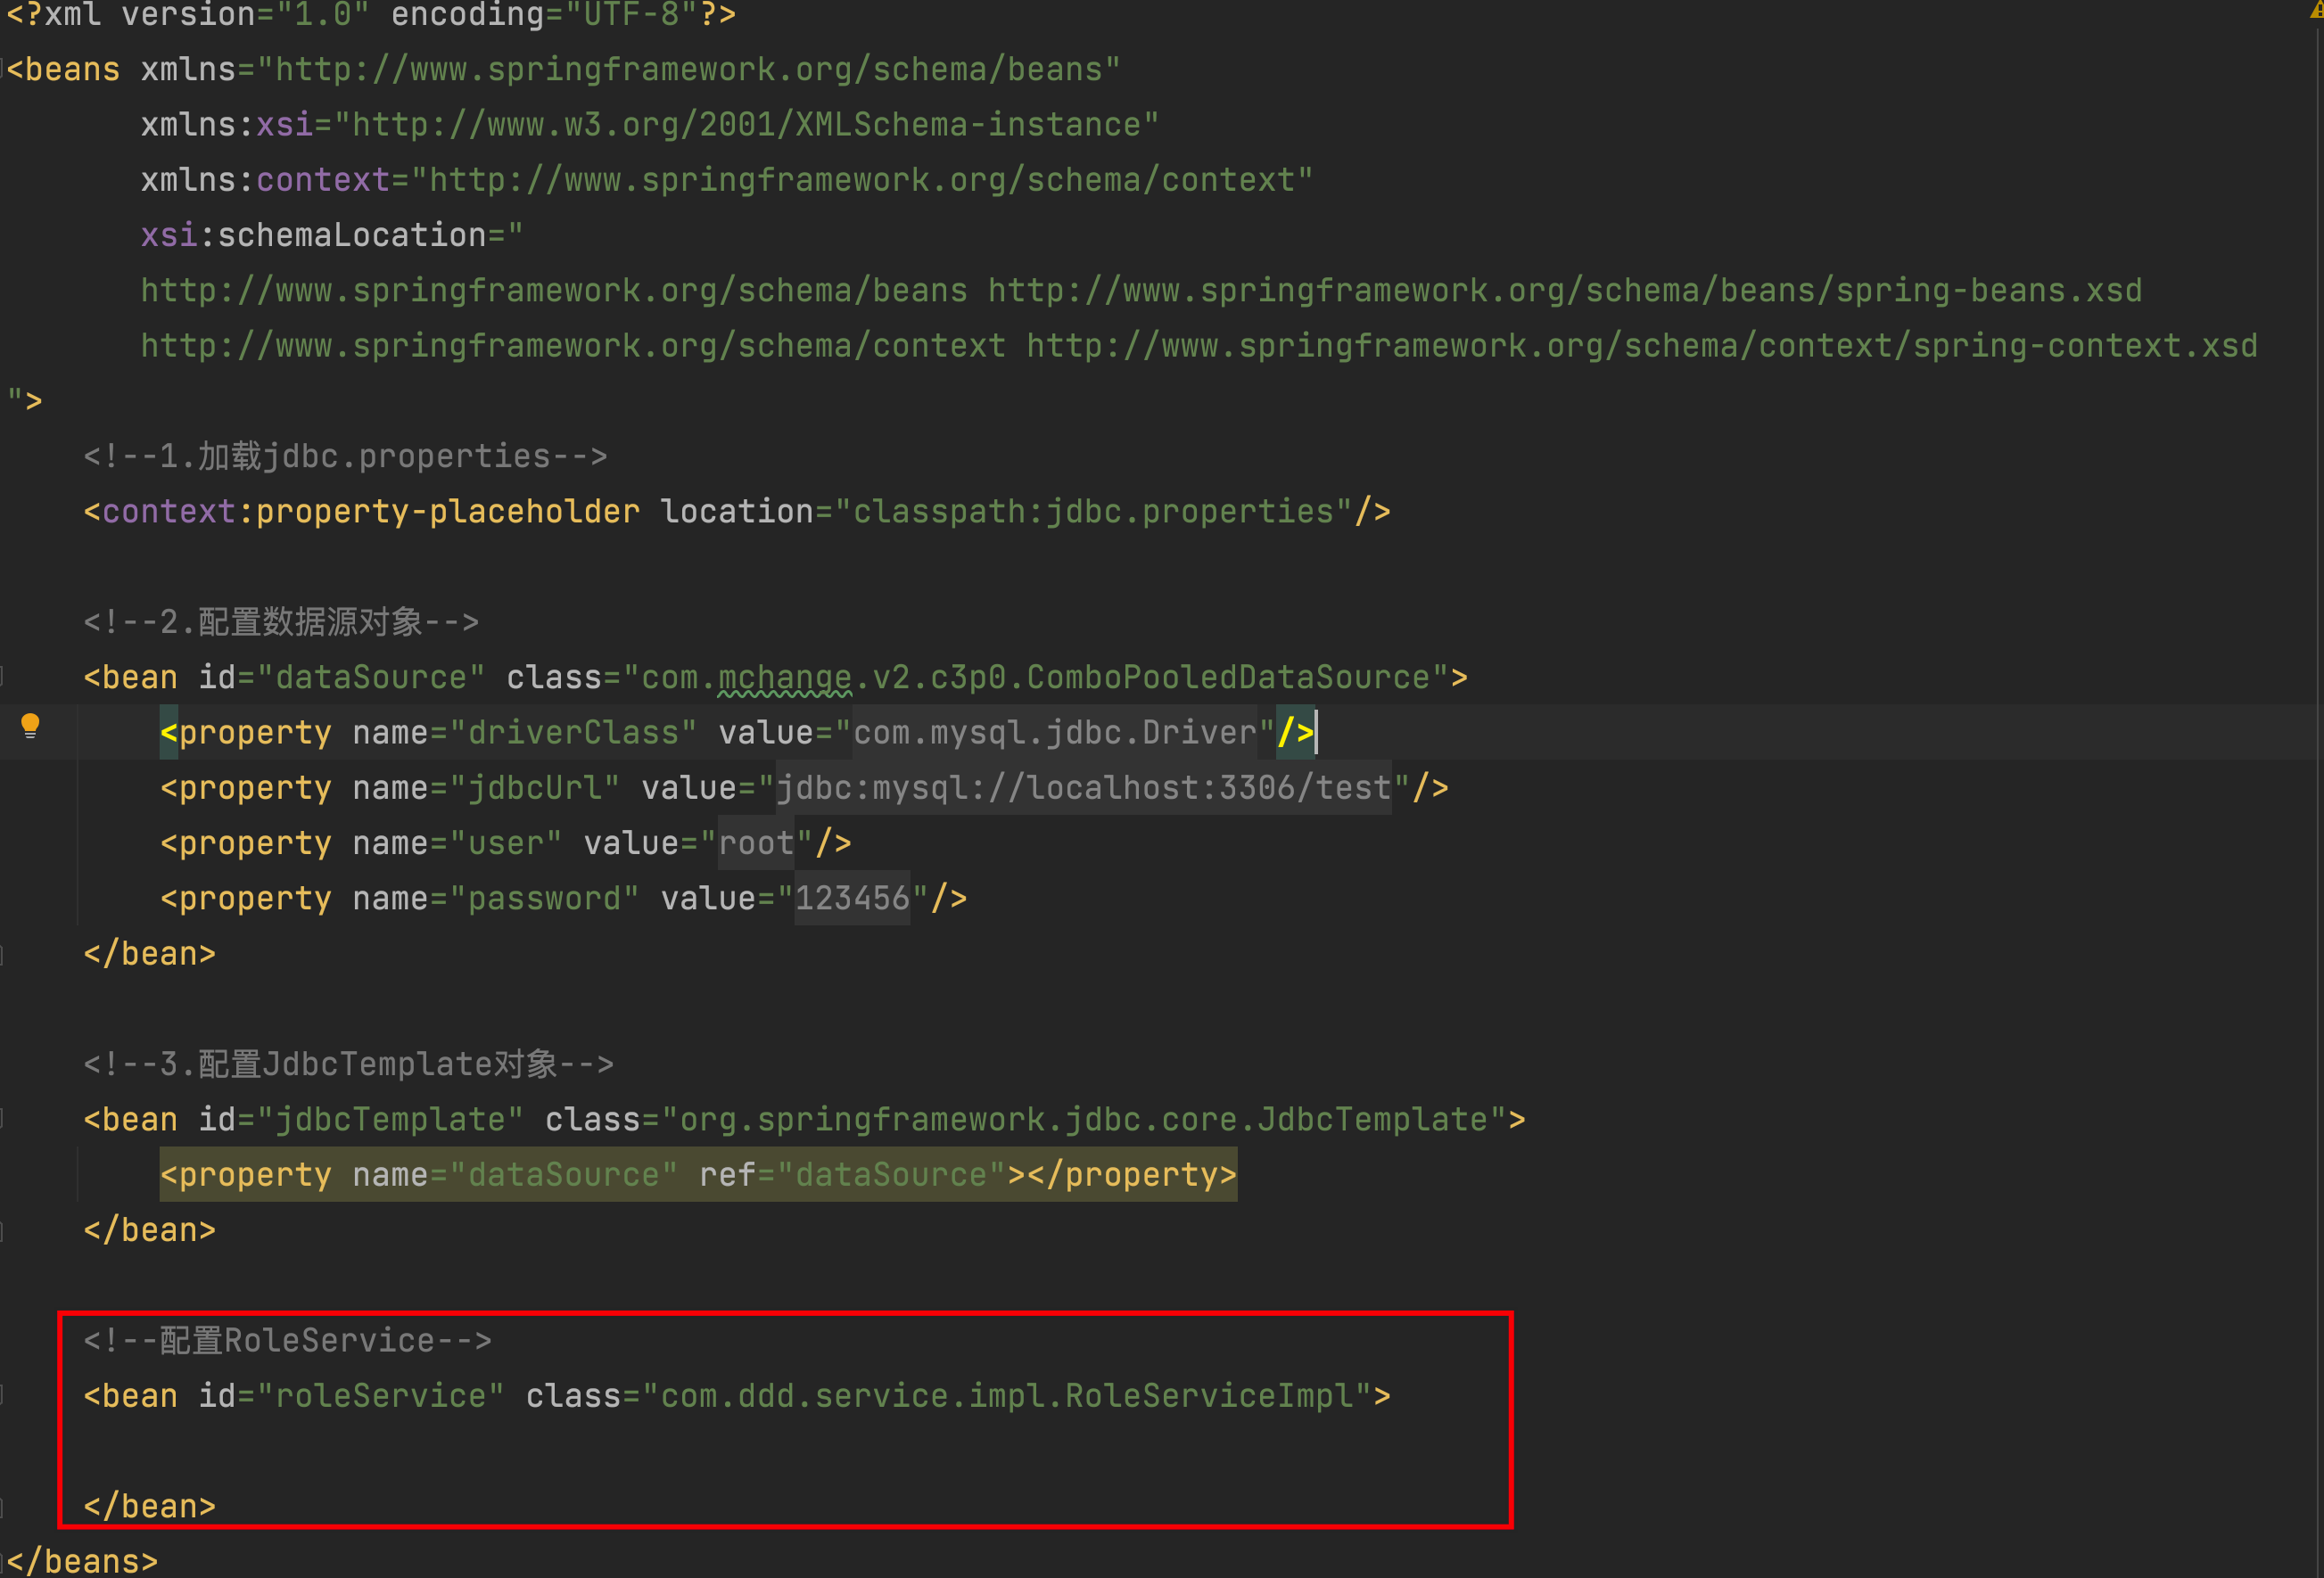 <?xml version="1.0" encoding="UTF-8"?>
<beans xmlns="http://www.springframework.org/schema/beans"
       xmlns:xsi="http://www.w3.org/2001/XMLSchema-instance"
       xmlns:context="http://www.springframework.org/schema/context"
       xsi:schemaLocation="
       http://www.springframework.org/schema/beans http://www.springframework.org/schema/beans/spring-beans.xsd
       http://www.springframework.org/schema/context http://www.springframework.org/schema/context/spring-context.xsd
">
    <!--1.加载jdbc.properties-->
    <context:property-placeholder location="classpath:jdbc.properties"/>
    <!--2.配置数据源对象-->
    <bean id="dataSource" class="com.mchange.v2.c3p0.ComboPooledDataSource">
        <property name="driverClass" value="com.mysql.jdbc.Driver"/>
        <property name="jdbcUrl" value="jdbc:mysql://localhost:3306/test"/>
        <property name="user" value="root"/>
        <property name="password" value="123456"/>
    </bean>
    <!--3.配置JdbcTemplate对象-->
    <bean id="jdbcTemplate" class="org.springframework.jdbc.core.JdbcTemplate">
        <property name="dataSource" ref="dataSource"></property>
    </bean>
    <!--配置RoleService-->
    <bean id="roleService" class="com.ddd.service.impl.RoleServiceImpl">
    </bean>
</beans>